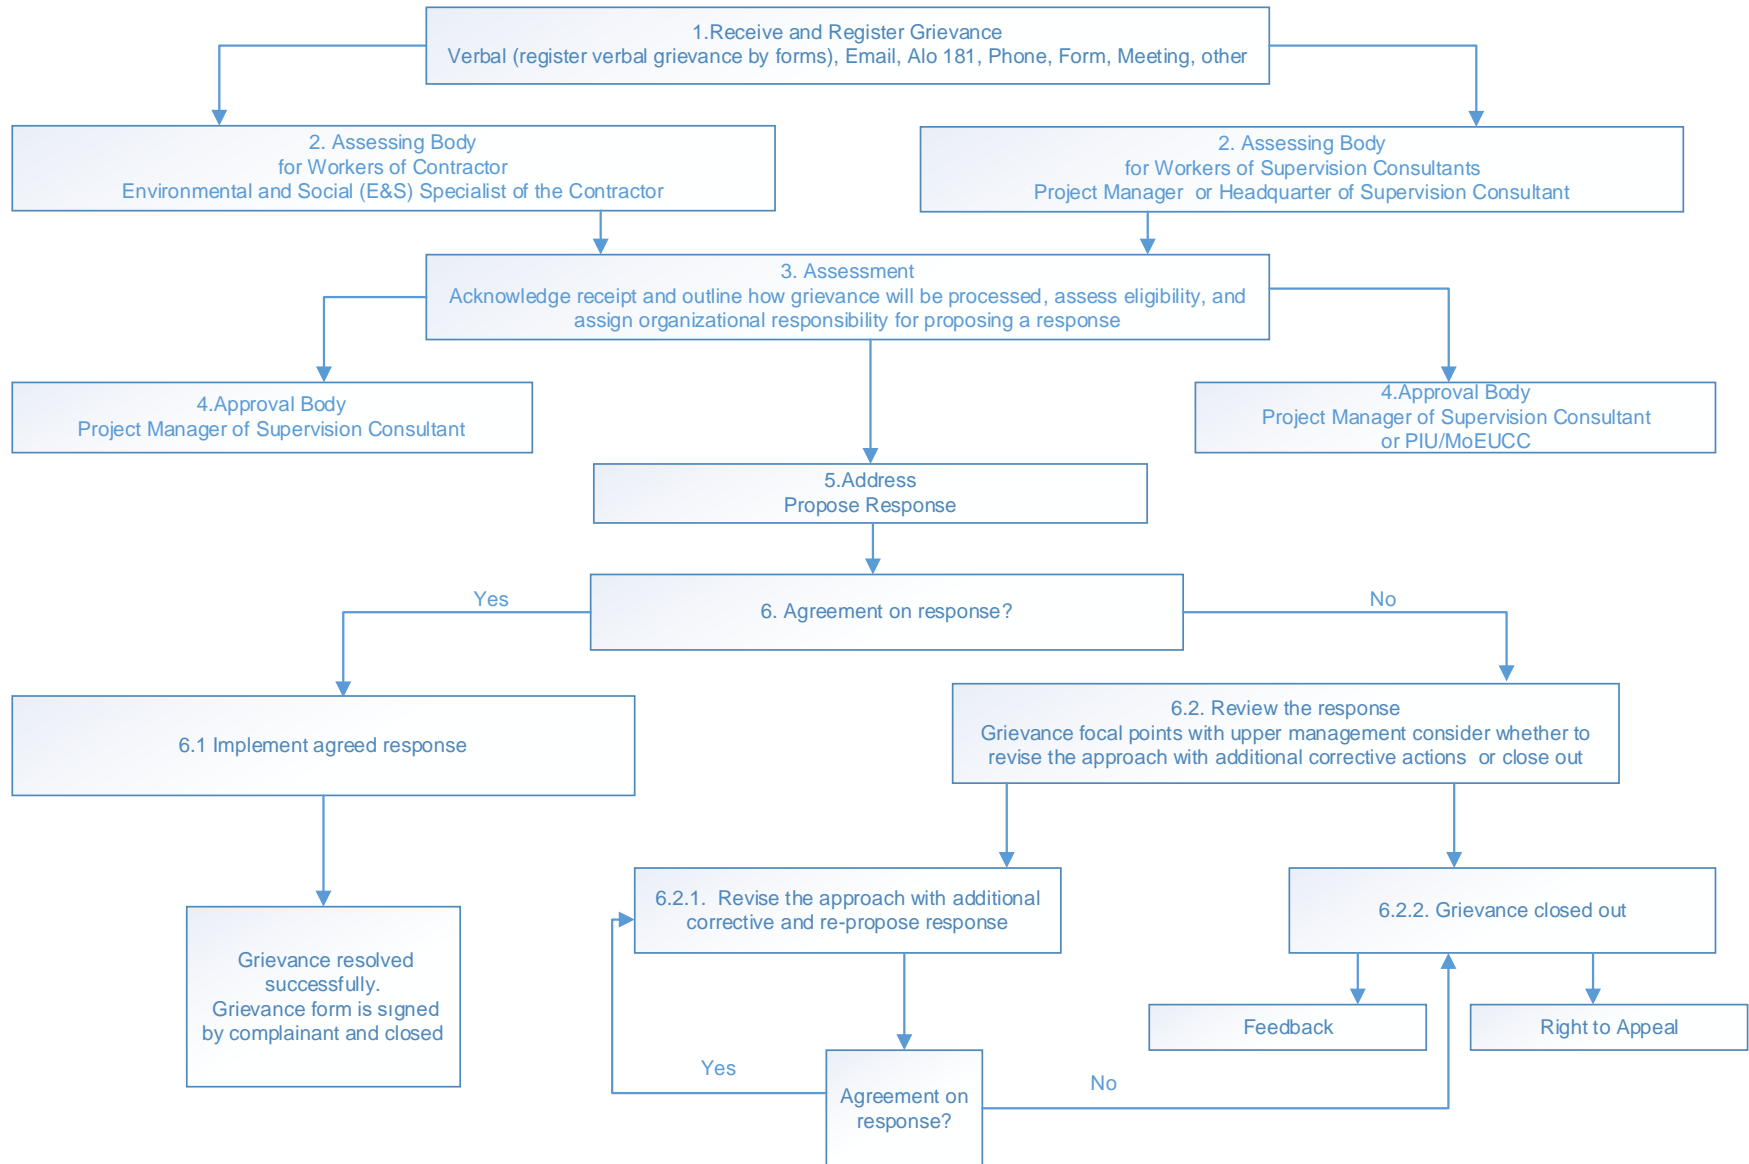 1.Receive and Register Grievance
Verbal (register verbal grievance by forms), Email, Alo 181, Phone, Form, Meeting, other
2. Assessing Body
for Workers of Contractor
Environmental and Social (E&S) Specialist of the Contractor
2. Assessing Body
for Workers of Supervision Consultants
Project Manager or Headquarter of Supervision Consultant
3. Assessment
Acknowledge receipt and outline how grievance will be processed, assess eligibility, and
assign organizational responsibility for proposing a response
4.Approval Body
Project Manager of Supervision Consultant
4.Approval Body
Project Manager of Supervision Consultant
or PIU/MoEUCC
5.Address
Propose Response
6. Agreement on response?
Yes
No
6.1 Implement agreed response
6.2. Review the response
Grievance focal points with upper management consider whether to
revise the approach with additional corrective actions or close out
6.2.1. Revise the approach with additional
corrective and re-propose response
6.2.2. Grievance closed out
Grievance resolved
successfully.
Grievance form is sıgned
by complainant and closed
Feedback
Right to Appeal
Yes
No
Agreement on
response?